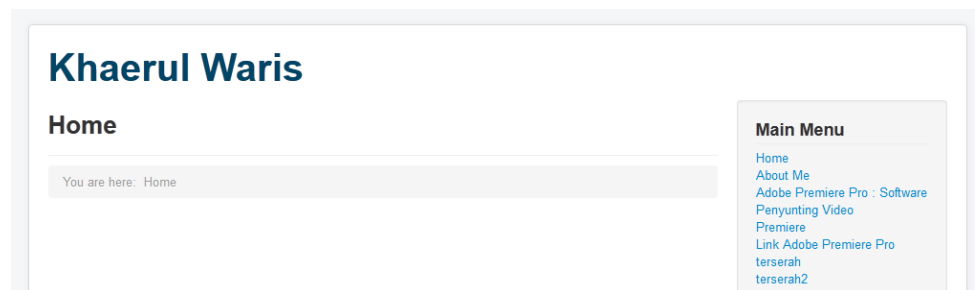 Khaerul Waris
Home
You are here: Home
Main Menu
Home
About Me
Adobe Premiere Pro : Software
Penyunting Video
Premiere
Link Adobe Premiere Pro
terserah
terserah2